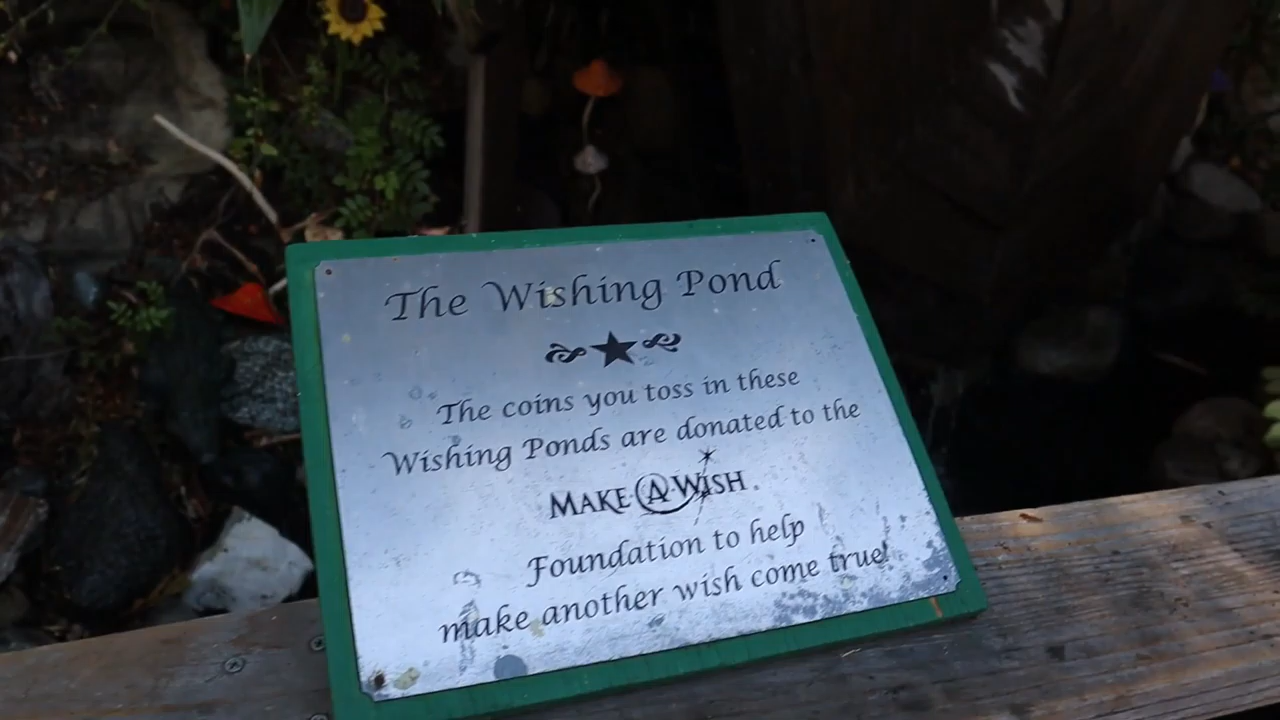 The Wishing Pond
The coins you toss in these
Wishing Ponds are donated to the
MAKE-A-WISH.
Foundation to help
make another wish come true!